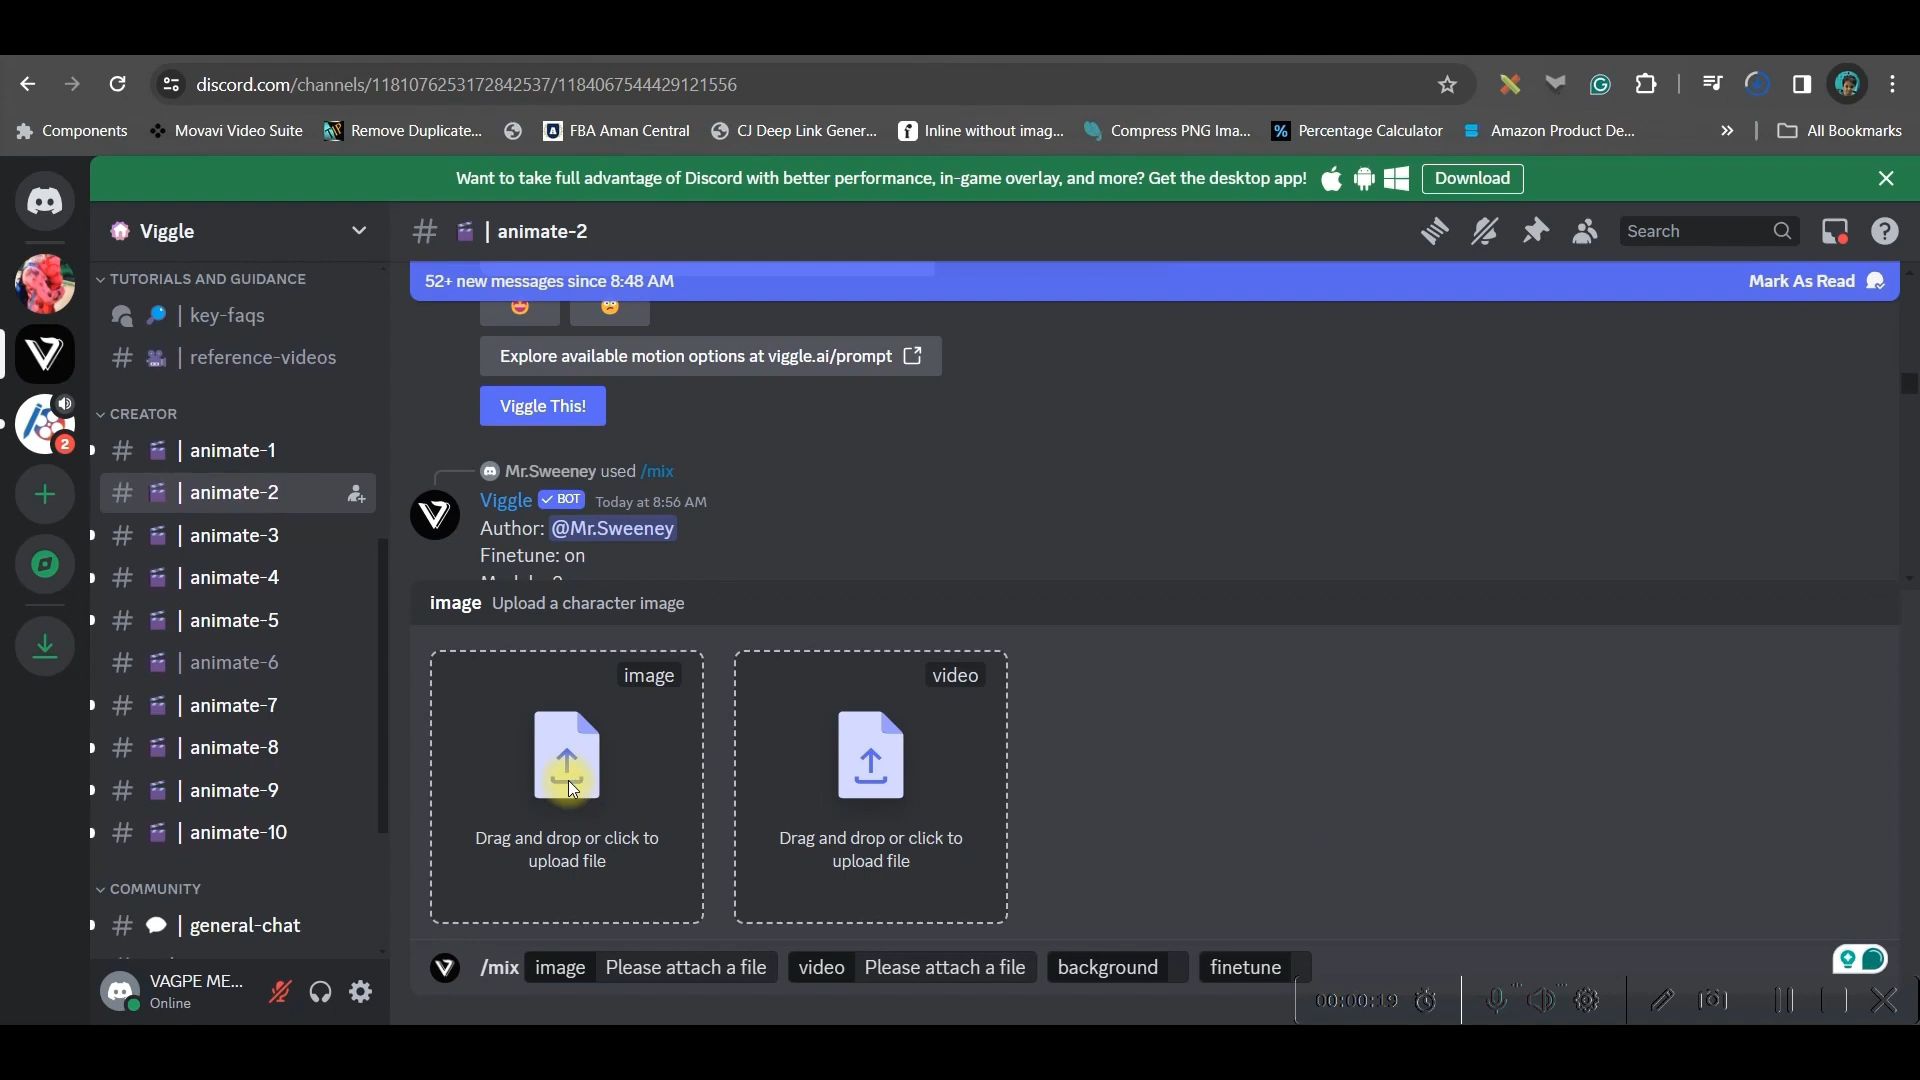 discord.com/channels/1181076253172842537/1184067544429121556
Components
Movavi Video Suite
Remove Duplicate...
FBA Aman Central
CJ Deep Link Gener...
Inline without imag...
Compress PNG Ima...
Percentage Calculator
Amazon Product De...
All Bookmarks
Want to take full advantage of Discord with better performance, in-game overlay, and more? Get the desktop app!
Download
Viggle
TUTORIALS AND GUIDANCE
# | key-faqs
# | reference-videos
CREATOR
# | animate-1
# | animate-2
# | animate-3
# | animate-4
# | animate-5
# | animate-6
# | animate-7
# | animate-8
# | animate-9
# | animate-10
COMMUNITY
# | general-chat
2
VAGPE ME...
Online
# | animate-2
Search
52+ new messages since 8:48 AM
Mark As Read
Explore available motion options at viggle.ai/prompt
Viggle This!
Mr.Sweeney used /mix
Viggle ✓ BOT Today at 8:56 AM
Author: @Mr.Sweeney
Finetune: on
image Upload a character image
image
Drag and drop or click to
upload file
video
Drag and drop or click to
upload file
/mix image Please attach a file video Please attach a file background finetune
00:00:19